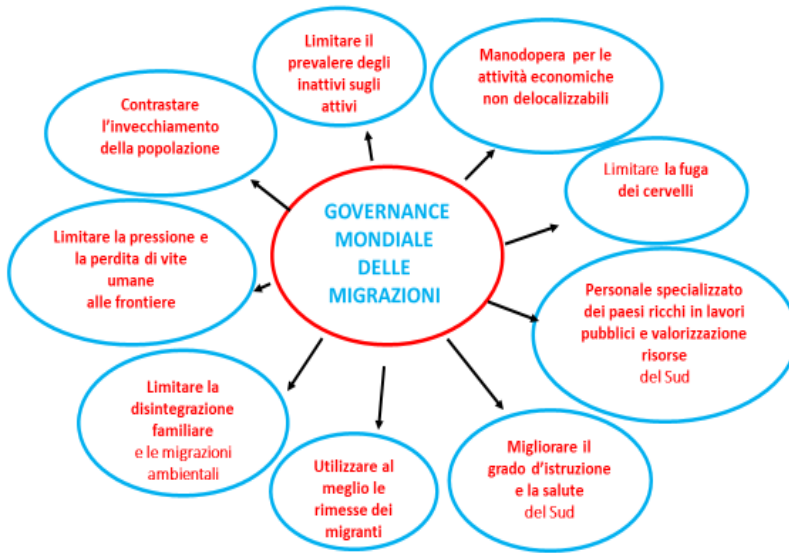 Limitare il
prevalere degli
inattivi sugli
attivi
Manodopera per le
attività economiche
non delocalizzabili
Contrastare
l'invecchiamento
della popolazione
Limitare la fuga
dei cervelli
GOVERNANCE
MONDIALE
DELLE
MIGRAZIONI
Limitare la pressione e
la perdita di vite
umane
alle frontiere
Personale specializzato
dei paesi ricchi in lavori
pubblici e valorizzazione
risorse
del Sud
Limitare la
disintegrazione
familiare
e le migrazioni
ambientali
Utilizzare al
meglio le
rimesse dei
migranti
Migliorare il
grado d'istruzione
e la salute
del Sud